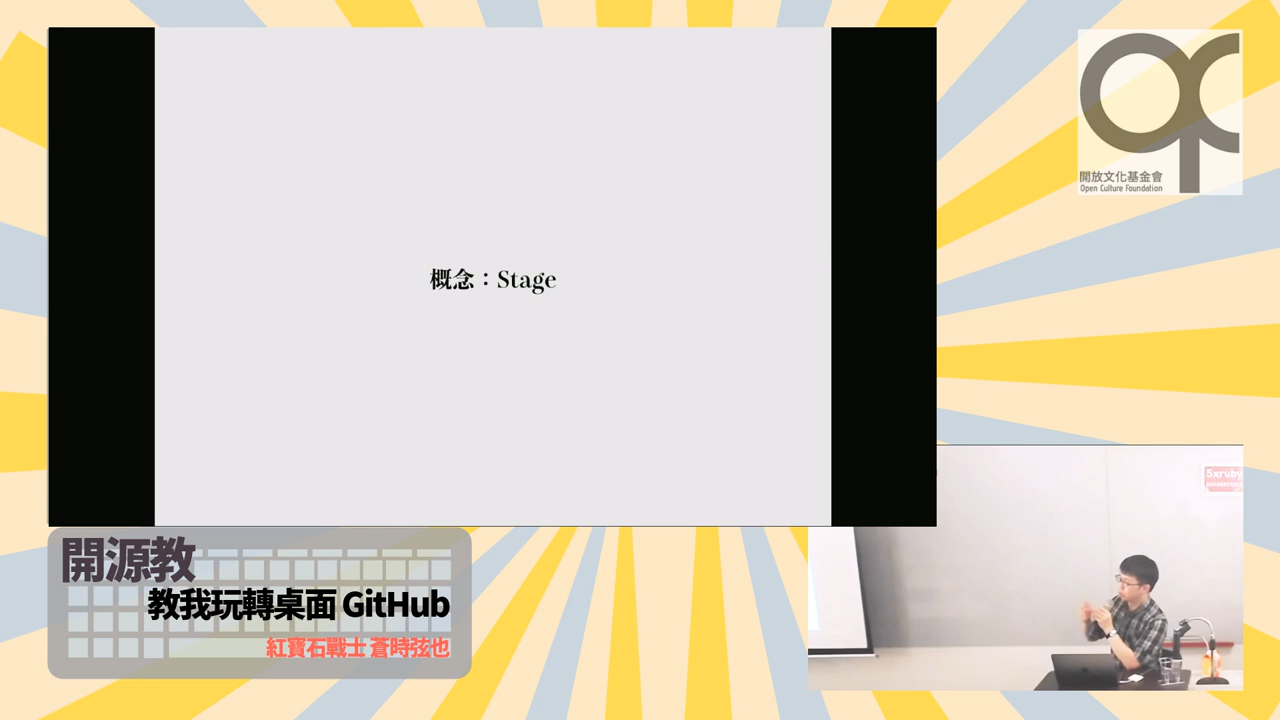 概念：Stage
開放文化基金會
Open Culture Foundation
5xruby
開源教
教我玩轉桌面 GitHub
紅寶石戰士 蒼時弦也